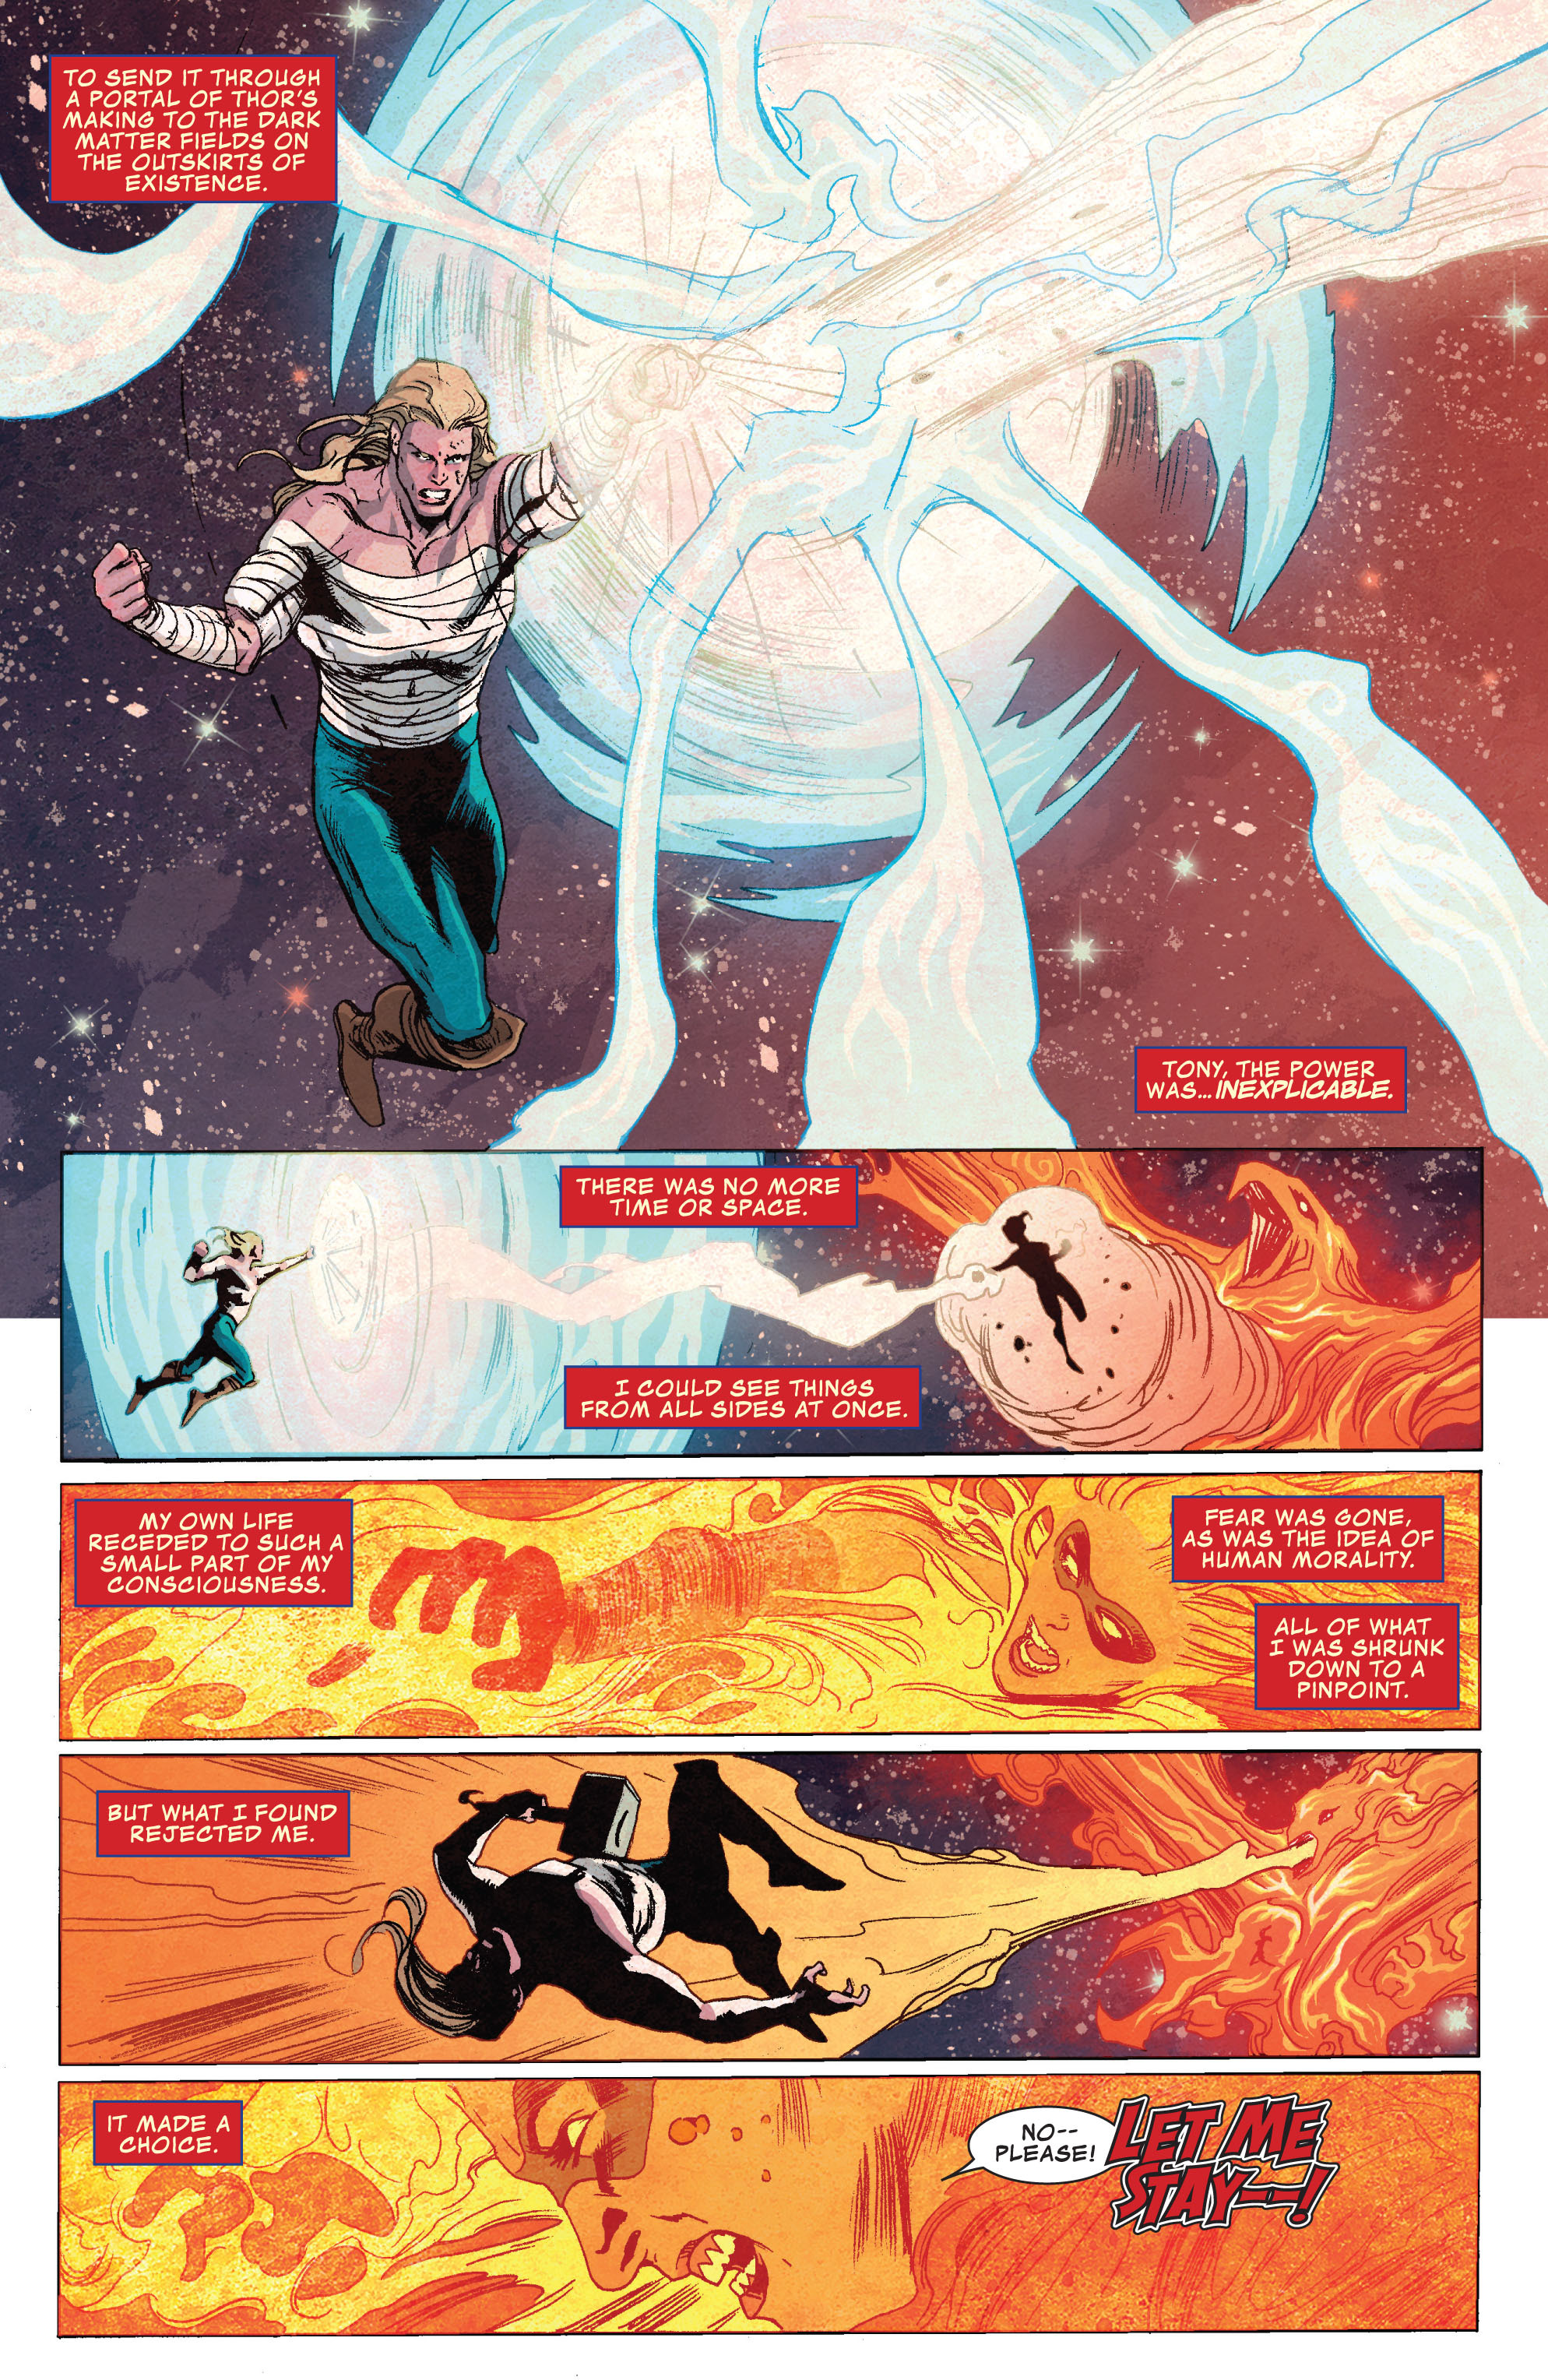 TO SEND IT THROUGH
A PORTAL OF THOR'S
MAKING TO THE DARK
MATTER FIELDS ON
THE OUTSKIRTS OF
EXISTENCE.
TONY, THE POWER
WAS...INEXPLICABLE.
THERE WAS NO MORE
TIME OR SPACE.
I COULD SEE THINGS
FROM ALL SIDES AT ONCE.
MY OWN LIFE
RECEDED TO SUCH A
SMALL PART OF MY
CONSCIOUSNESS.
FEAR WAS GONE,
AS WAS THE IDEA OF
HUMAN MORALITY.
ALL OF WHAT
I WAS SHRUNK
DOWN TO A
PINPOINT.
BUT WHAT I FOUND
REJECTED ME.
IT MADE A
CHOICE.
NO--
PLEASE!
LET ME
STAY--!